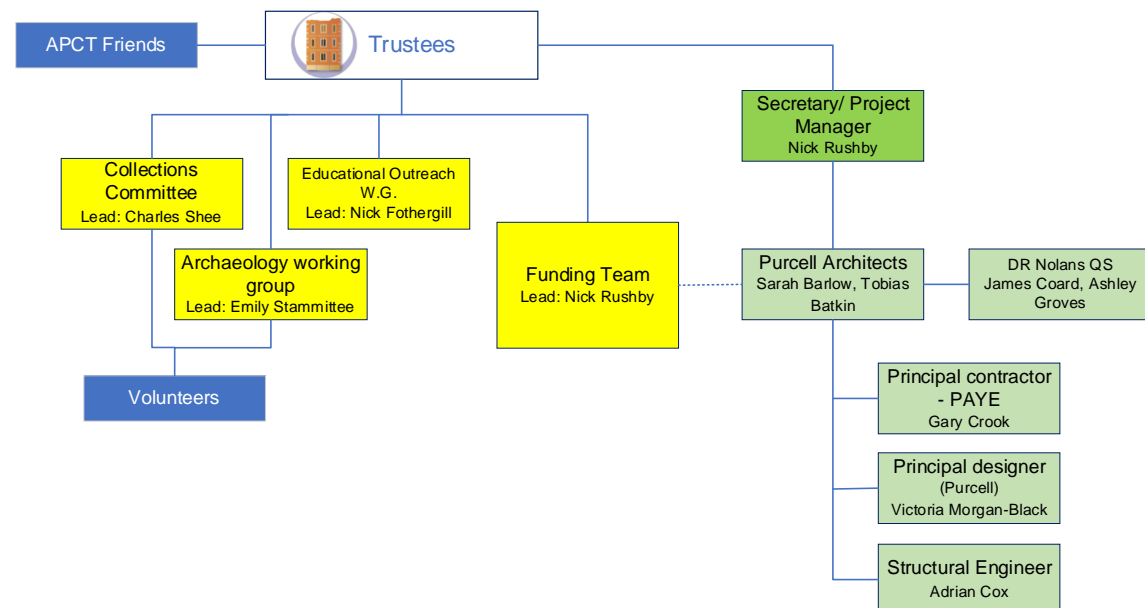 APCT Friends
Trustees
Secretary/ Project
Manager
Nick Rushby
Collections
Committee
Lead: Charles Shee
Educational Outreach
W.G.
Lead: Nick Fothergill
Archaeology working
group
Lead: Emily Stammittee
Funding Team
Lead: Nick Rushby
Purcell Architects
Sarah Barlow, Tobias
Batkin
DR Nolans QS
James Coard, Ashley
Groves
Volunteers
Principal contractor
- PAYE
Gary Crook
Principal designer
(Purcell)
Victoria Morgan-Black
Structural Engineer
Adrian Cox